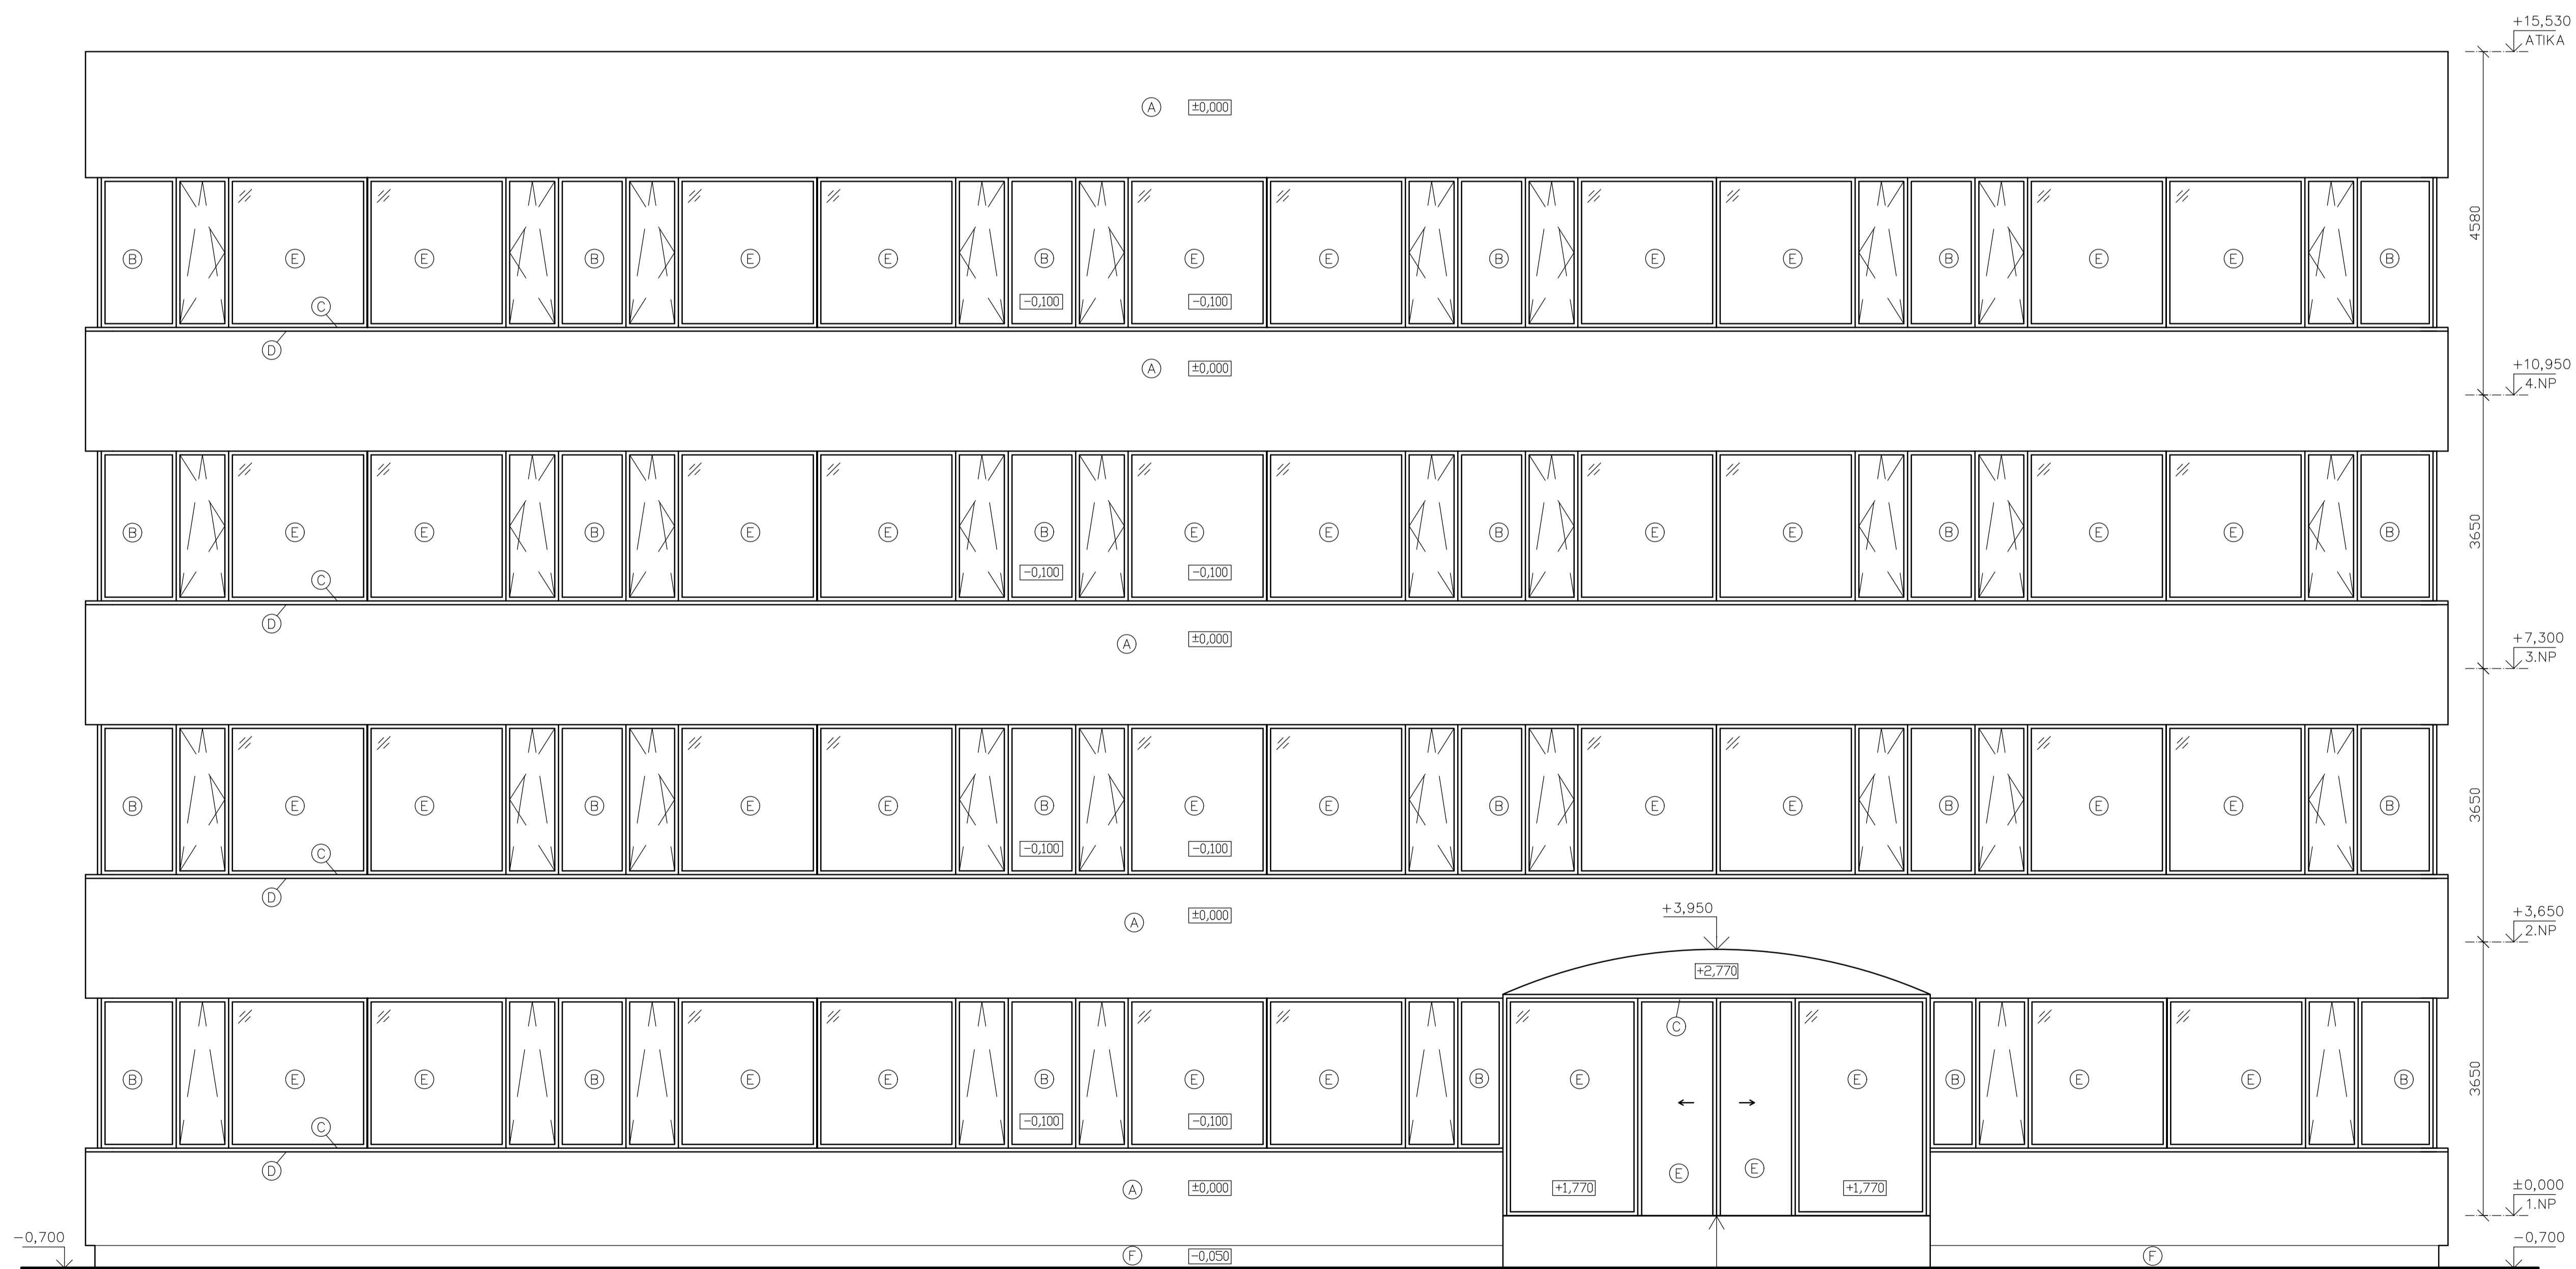 +15,530
ATIKA
A ±0,000
4580
B E E B E E B E E B E E B E E B
C -0,100 -0,100
D
A ±0,000
+10,950
4.NP
3650
B E E B E E B E E B E E B E E B
-0,100 -0,100
C
D
A ±0,000
+7,300
3.NP
3650
B E E B E E B E E B E E B E E B
C -0,100 -0,100
D
A ±0,000
+3,950
+3,650
2.NP
+2,770
C
3650
B E E B E E B E E B E E B E E B
C -0,100 -0,100
D
E E
A ±0,000 +1,770 +1,770
±0,000
1.NP
-0,700
F -0,050 F
-0,700